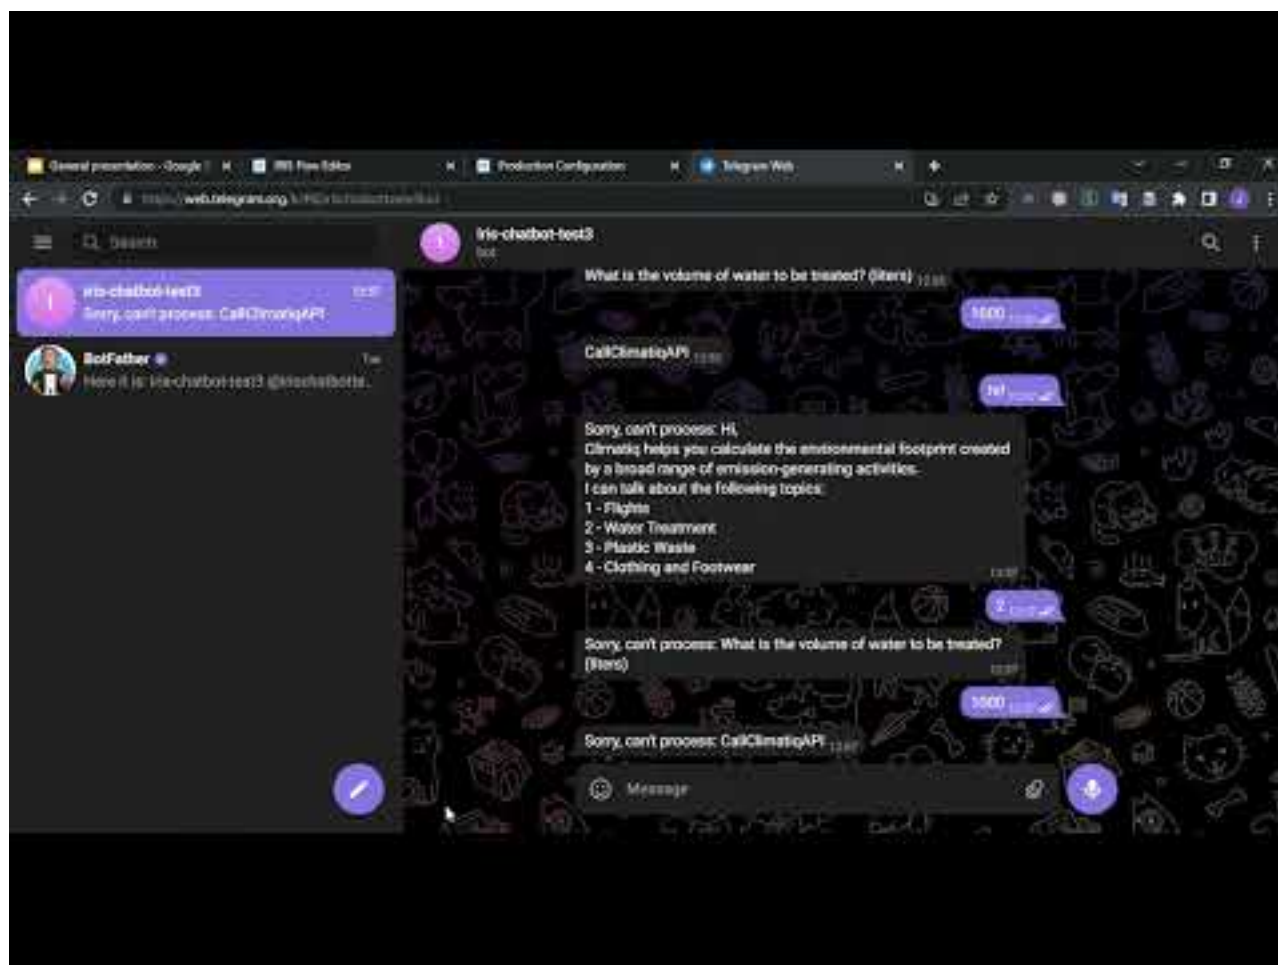 General presentation - Google
IRIS Flow Editor
Production Configuration
Telegram Web
web.telegram.org
Search
Iris-chatbot-test3
bot
iris-chatbot-test3 12:57
Sorry, can't process: CallClimatiqAPI
BotFather
Here it is: iris-chatbot-test3
What is the volume of water to be treated? (liters)
1000
CallClimatiqAPI
hi!
Sorry, can't process: Hi,
Climatiq helps you calculate the environmental footprint created
by a broad range of emission-generating activities.
I can talk about the following topics:
1 - Flights
2 - Water Treatment
3 - Plastic Waste
4 - Clothing and Footwear
2
Sorry, can't process: What is the volume of water to be treated?
(liters)
1000
Sorry, can't process: CallClimatiqAPI
Message